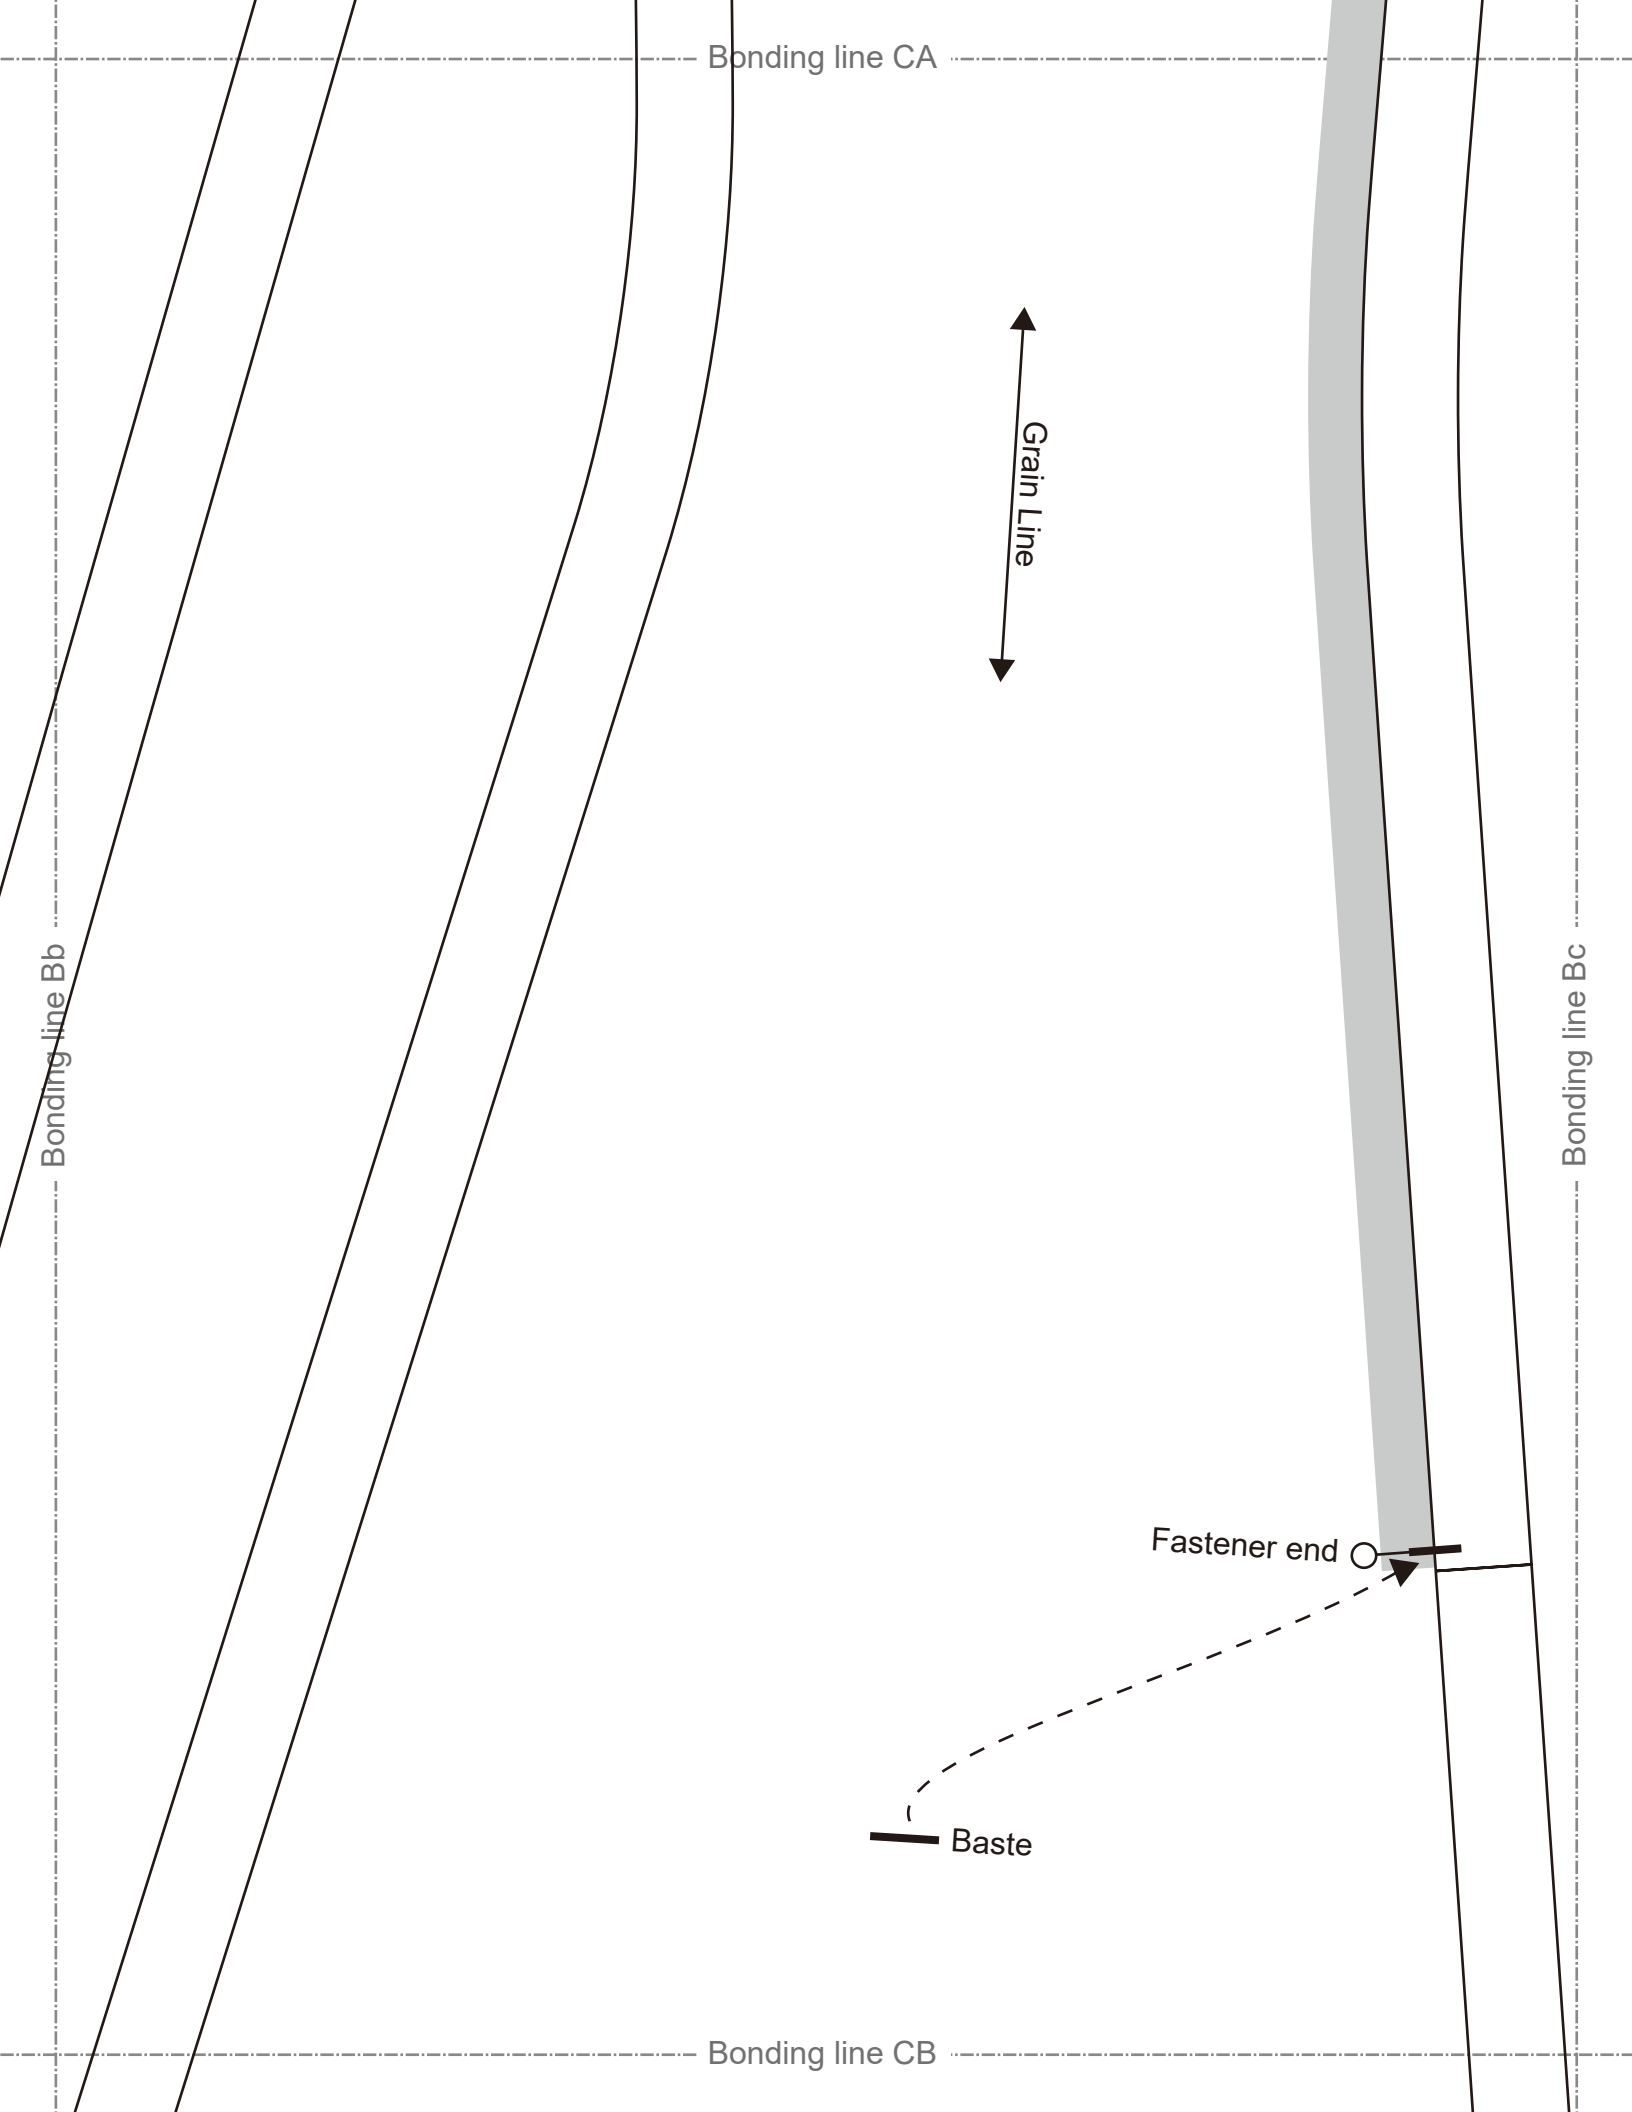 Bonding line CA
Grain Line
Bonding line Bb
Bonding line Bc
Fastener end
Baste
Bonding line CB